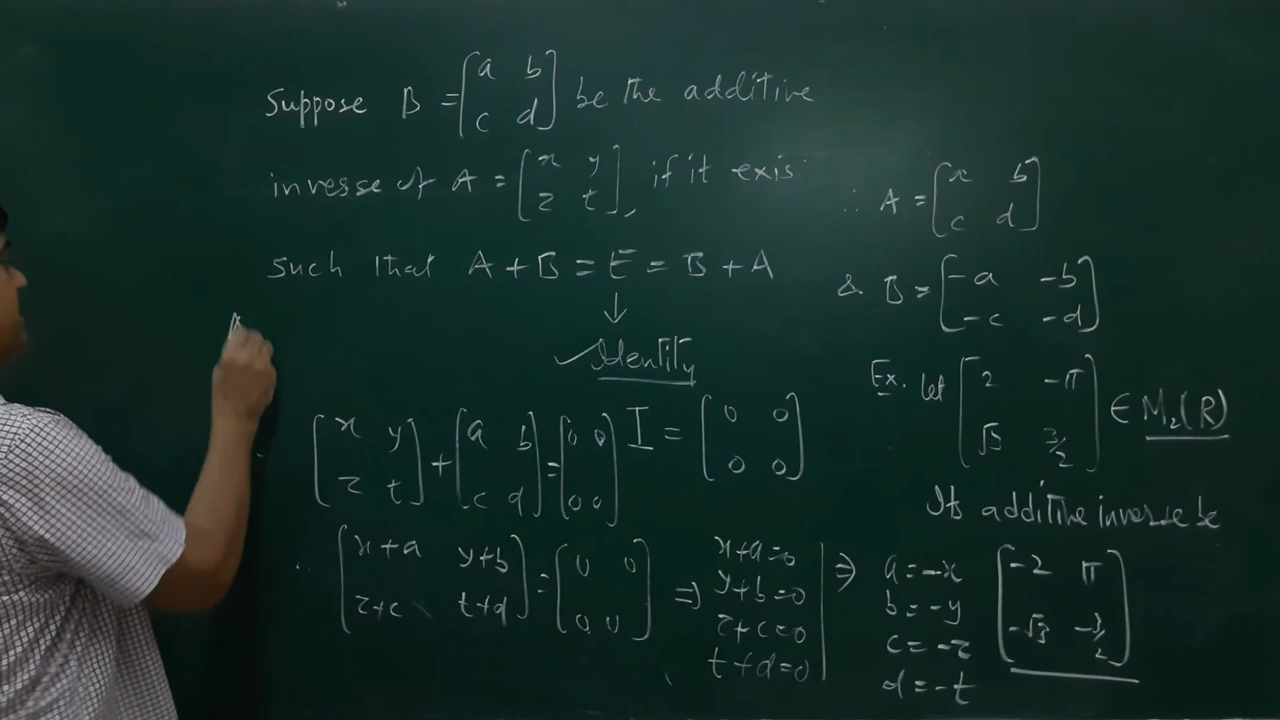 Suppose B = [a b; c d] be the additive
inverse of A = [x y; z t], if it exis
such that A + B = E = B + A
↓
✓ Identity
I = [0 0; 0 0]
[x y; z t] + [a b; c d] = [0 0; 0 0]
∴ [x+a y+b; z+c t+d] = [0 0; 0 0] ⇒
x+a=0
y+b=0
z+c=0
t+d=0
⇒
a=-x
b=-y
c=-z
d=-t
∴ A = [x b; c d]
& B = [-a -b; -c -d]
Ex. let [2 -π; √3 3/2] ∈ M₂(R)
Its additive inverse be
[-2 π; -√3 -3/2]
A